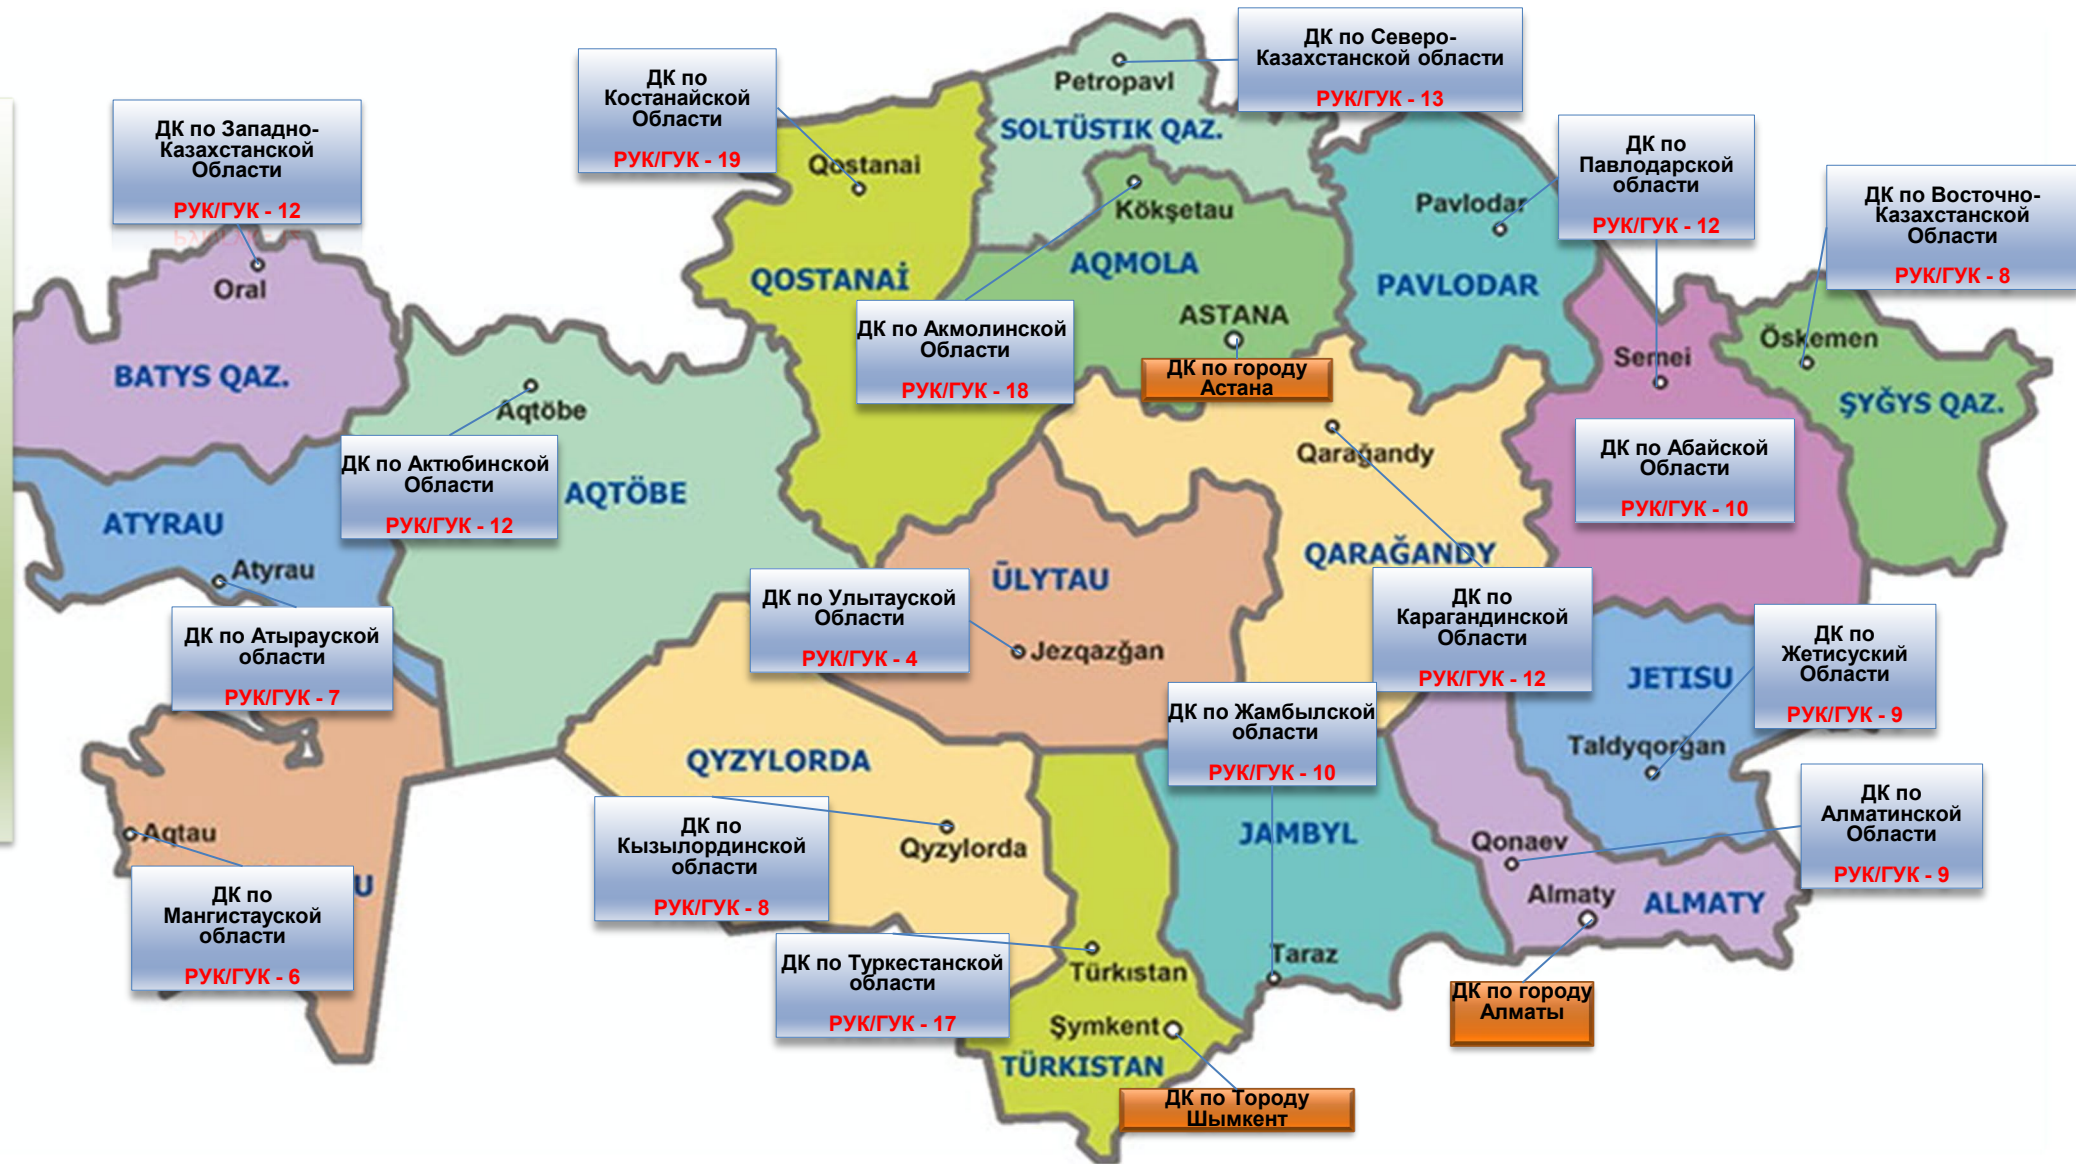 ДК по Северо-
Казахстанской области
РУК/ГУК - 13
ДК по
Костанайской
Области
РУК/ГУК - 19
ДК по Западно-
Казахстанской
Области
РУК/ГУК - 12
ДК по
Павлодарской
области
РУК/ГУК - 12
ДК по Восточно-
Казахстанской
Области
РУК/ГУК - 8
Petropavl
SOLTÜSTIK QAZ.
Qostanai
Kökşetau
Pavlodar
QOSTANAİ
AQMOLA
PAVLODAR
Oral
BATYS QAZ.
ASTANA
ДК по Акмолинской
Области
РУК/ГУК - 18
ДК по городу
Астана
Semei
Öskemen
ŞYĞYS QAZ.
Aqtöbe
AQTÖBE
ДК по Актюбинской
Области
РУК/ГУК - 12
Qarağandy
QARAĞANDY
ДК по Абайской
Области
РУК/ГУК - 10
ATYRAU
Atyrau
ДК по Атырауской
области
РУК/ГУК - 7
ŪLYTAU
ДК по Улытауской
Области
РУК/ГУК - 4
Jezqazğan
ДК по
Карагандинской
Области
РУК/ГУК - 12
ДК по
Жетисуский
Области
РУК/ГУК - 9
JETISU
Taldyqorğan
ДК по Жамбылской
области
РУК/ГУК - 10
QYZYLORDA
Qyzylorda
ДК по
Кызылординской
области
РУК/ГУК - 8
JAMBYL
Taraz
Qonaev
Almaty
ALMATY
ДК по
Алматинской
Области
РУК/ГУК - 9
Aqtau
U
ДК по
Мангистауской
области
РУК/ГУК - 6
ДК по Туркестанской
области
РУК/ГУК - 17
Türkıstan
Şymkent
TÜRKISTAN
ДК по городу
Алматы
ДК по Тороду
Шымкент